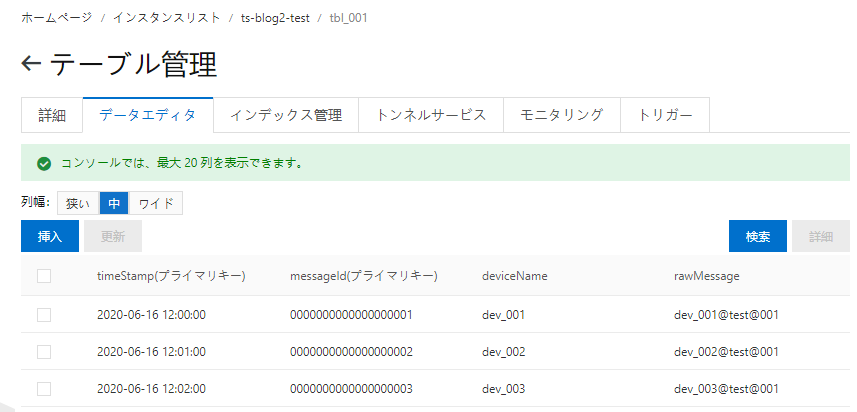 ホームページ / インスタンスリスト / ts-blog2-test / tbl_001
← テーブル管理
詳細 データエディタ インデックス管理 トンネルサービス モニタリング トリガー
コンソールでは、最大 20 列を表示できます。
列幅: 狭い 中 ワイド
挿入 更新 検索 詳細
timeStamp(プライマリキー) messageId(プライマリキー) deviceName rawMessage
2020-06-16 12:00:00 0000000000000000001 dev_001 dev_001@test@001
2020-06-16 12:01:00 0000000000000000002 dev_002 dev_002@test@001
2020-06-16 12:02:00 0000000000000000003 dev_003 dev_003@test@001